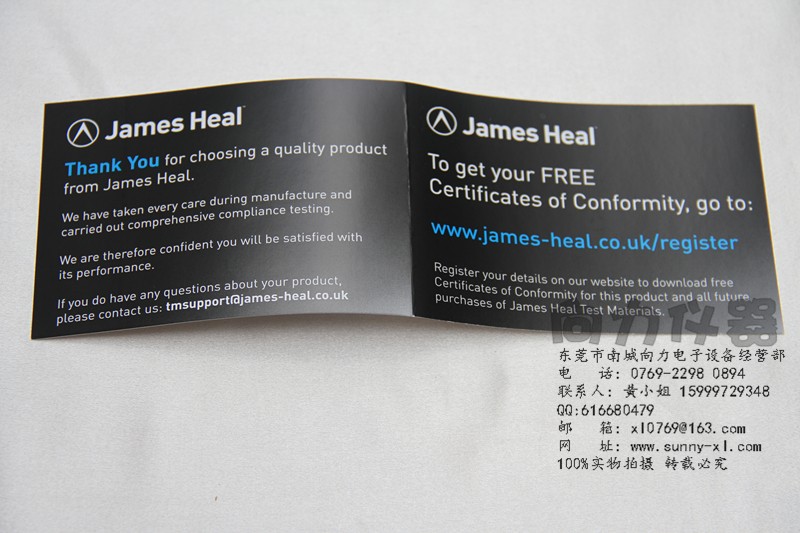 James Heal
Thank You for choosing a quality product
from James Heal.
We have taken every care during manufacture and
carried out comprehensive compliance testing.
We are therefore confident you will be satisfied with
its performance.
If you do have any questions about your product,
please contact us: tmsupport@james-heal.co.uk
James Heal
To get your FREE
Certificates of Conformity, go to:
www.james-heal.co.uk/register
Register your details on our website to download free
Certificates of Conformity for this product and all future
purchases of James Heal Test Materials.
向力仪器
东莞市南城向力电子设备经营部
电 话: 0769-2298 0894
联系人: 黄小姐 15999729348
QQ:616680479
邮 箱: xl0769@163.com
网 址: www.sunny-xl.com
100%实物拍摄 转载必究